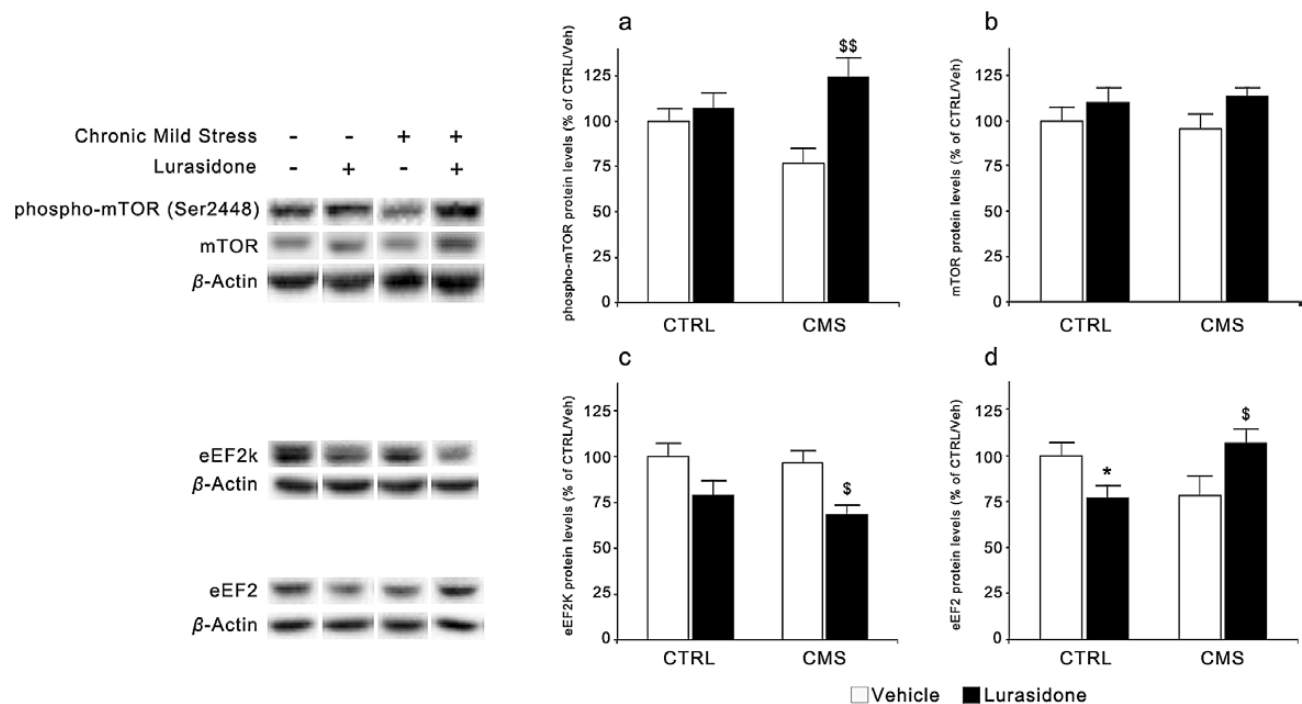 Chronic Mild Stress - - + +
Lurasidone - + - +
phospho-mTOR (Ser2448)
mTOR
β-Actin
eEF2k
β-Actin
eEF2
β-Actin
a
phospho-mTOR protein levels (% of CTRL/Veh)
125
100
75
50
25
0
$$
CTRL CMS
b
mTOR protein levels (% of CTRL/Veh)
125
100
75
50
25
0
CTRL CMS
c
eEF2K protein levels (% of CTRL/Veh)
125
100
75
50
25
0
$
CTRL CMS
d
eEF2 protein levels (% of CTRL/Veh)
125
100
75
50
25
0
* $
CTRL CMS
Vehicle Lurasidone